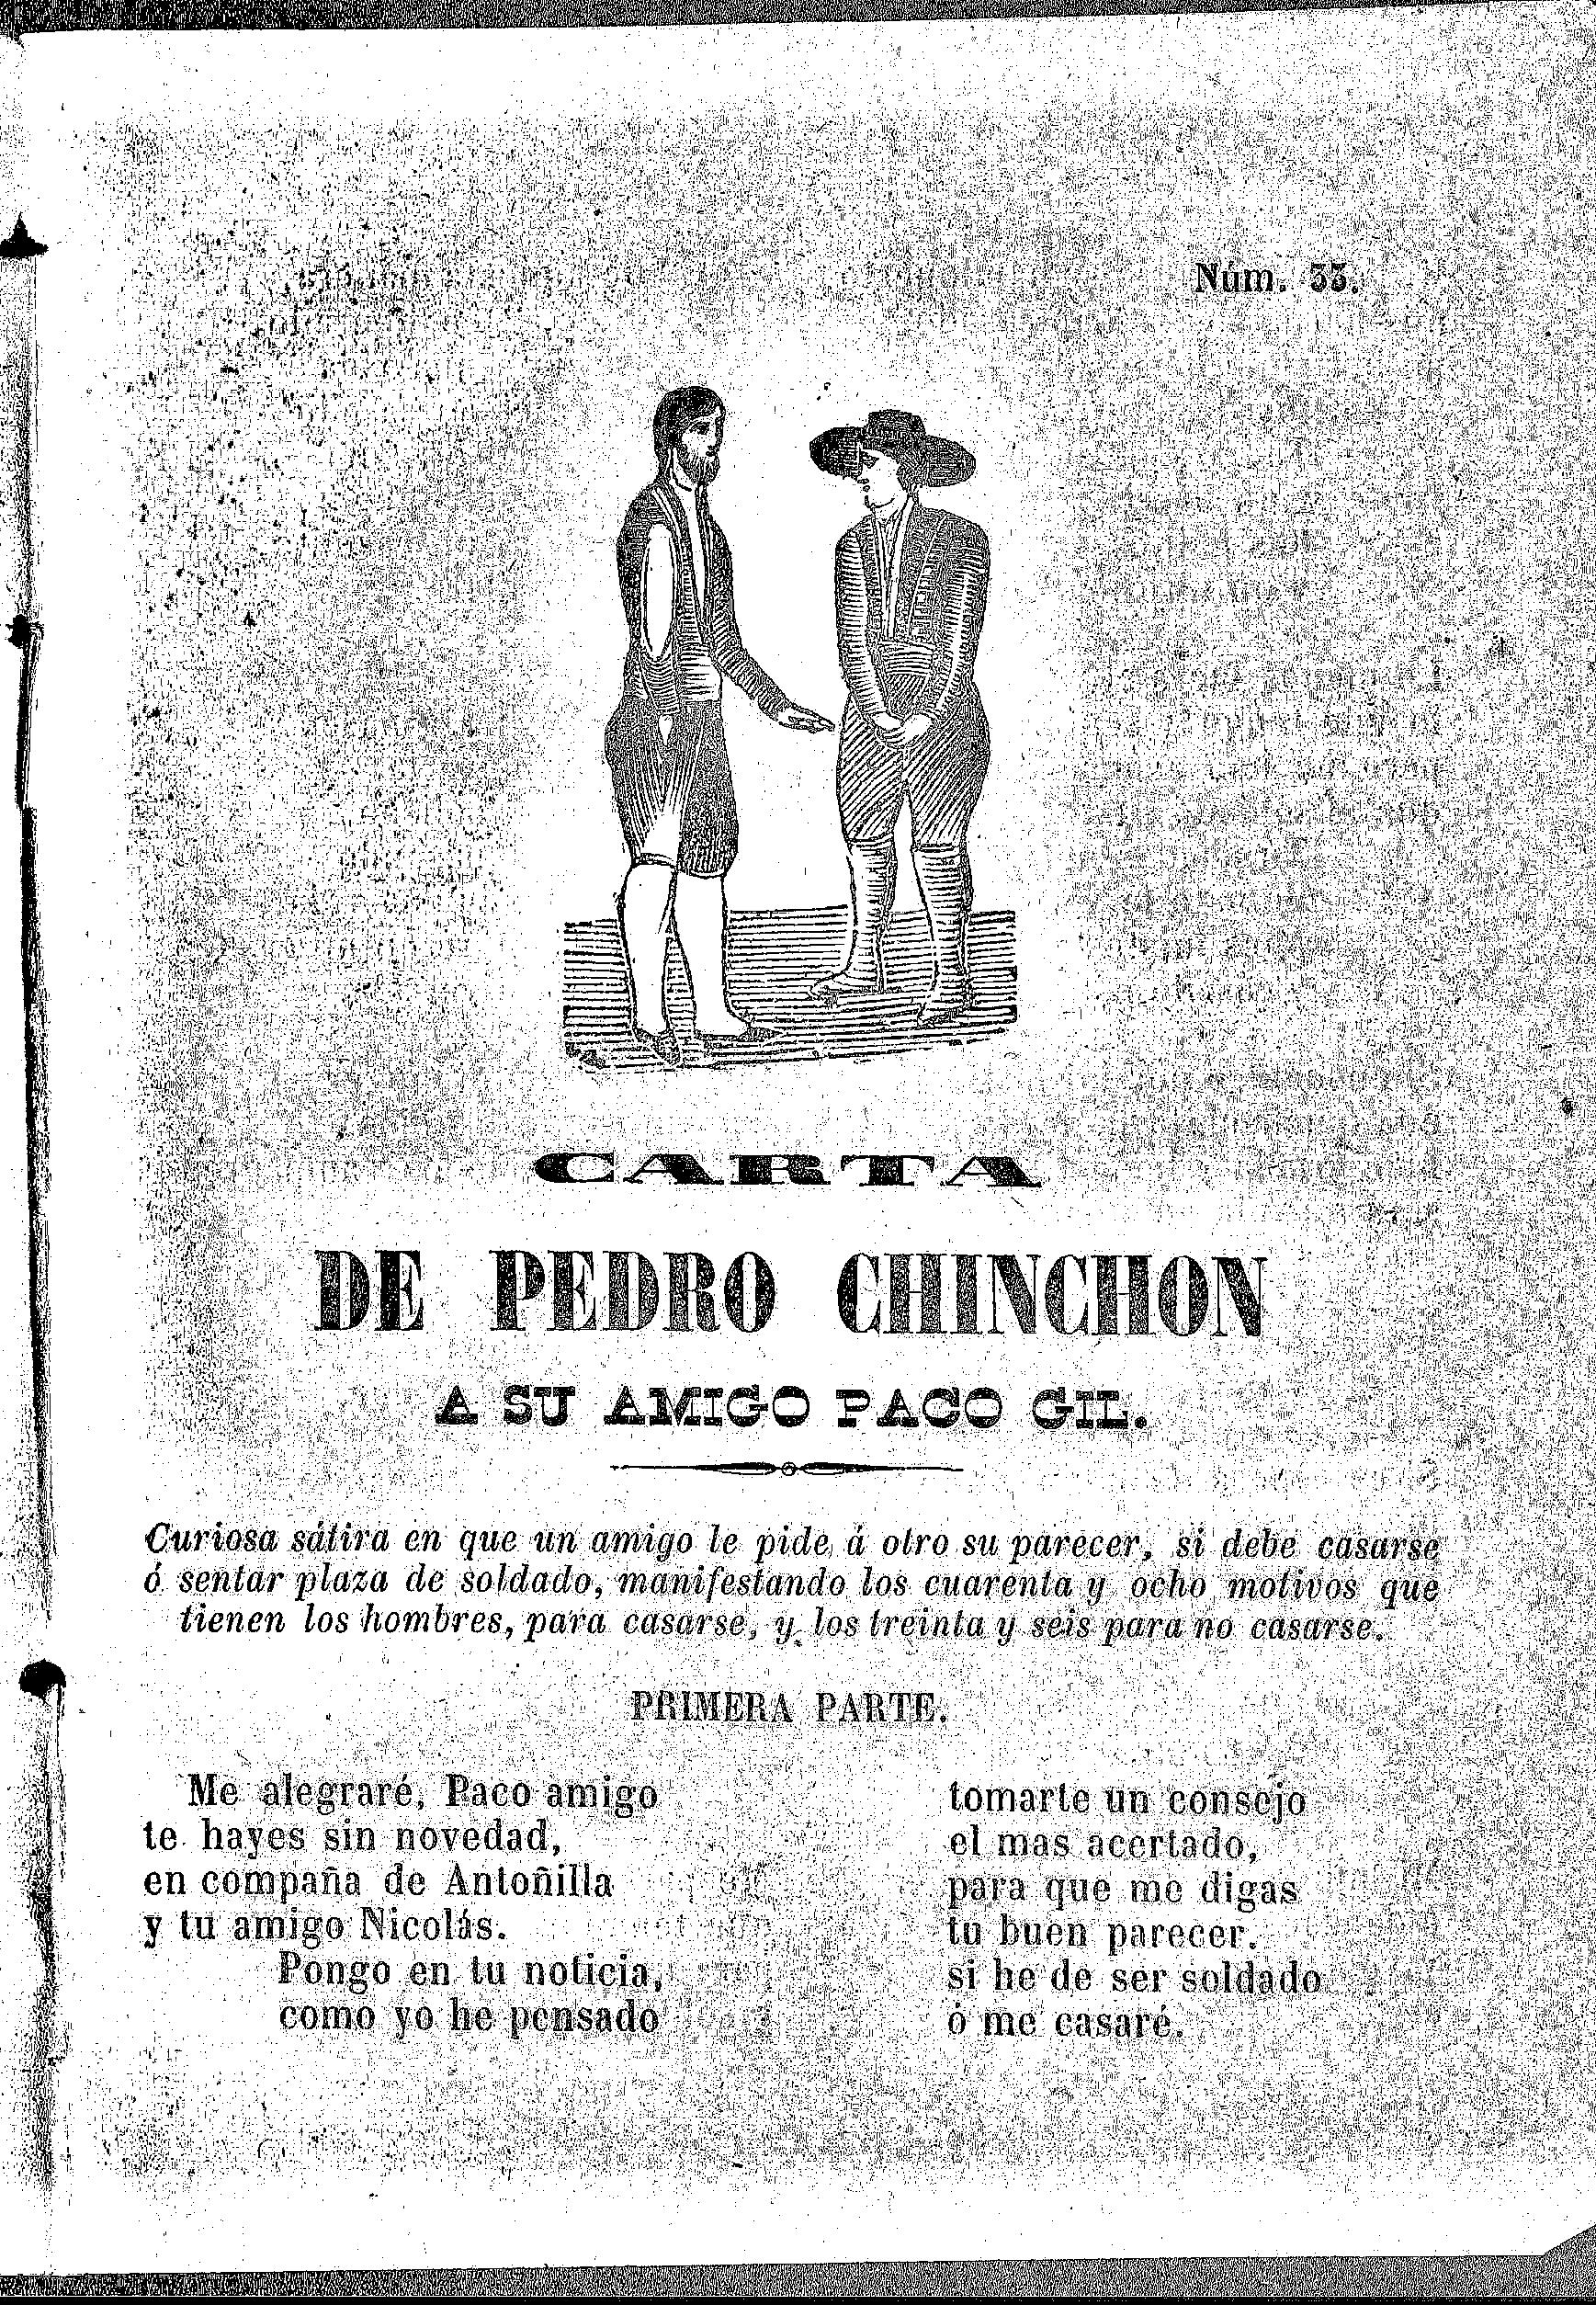 Núm. 33.
CARTA
DE PEDRO CHINCHON
A SU AMIGO PACO GIL.
Curiosa sátira en que un amigo le pide á otro su parecer, si debe casarse
ó sentar plaza de soldado, manifestando los cuarenta y ocho motivos que
tienen los hombres, para casarse, y los treinta y seis para no casarse.
PRIMERA PARTE.
Me alegraré, Paco amigo
te hayes sin novedad,
en compaña de Antoñilla
y tu amigo Nicolás.
Pongo en tu noticia,
como yo he pensado
tomarte un consejo
el mas acertado,
para que me digas
tu buen parecer.
si he de ser soldado
ó me casaré.